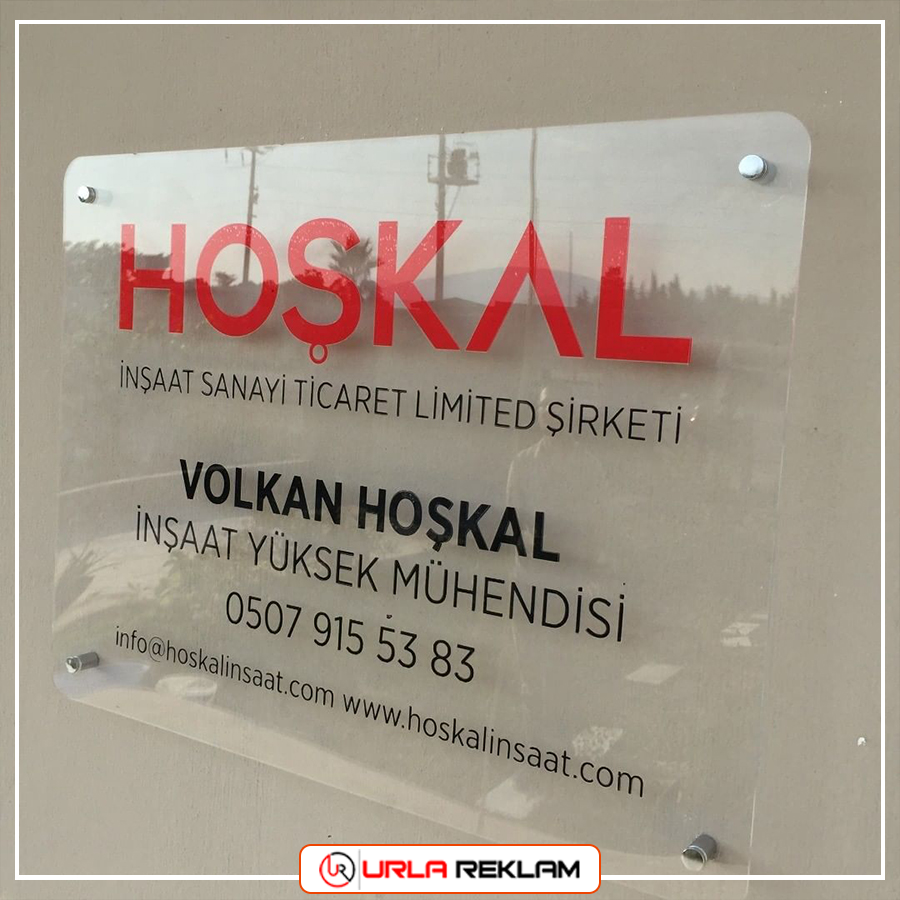 HOŞKAL
İNŞAAT SANAYİ TİCARET LİMİTED ŞİRKETİ
VOLKAN HOŞKAL
İNŞAAT YÜKSEK MÜHENDİSİ
0507 915 53 83
info@hoskalinsaat.com www.hoskalinsaat.com
UR URLA REKLAM